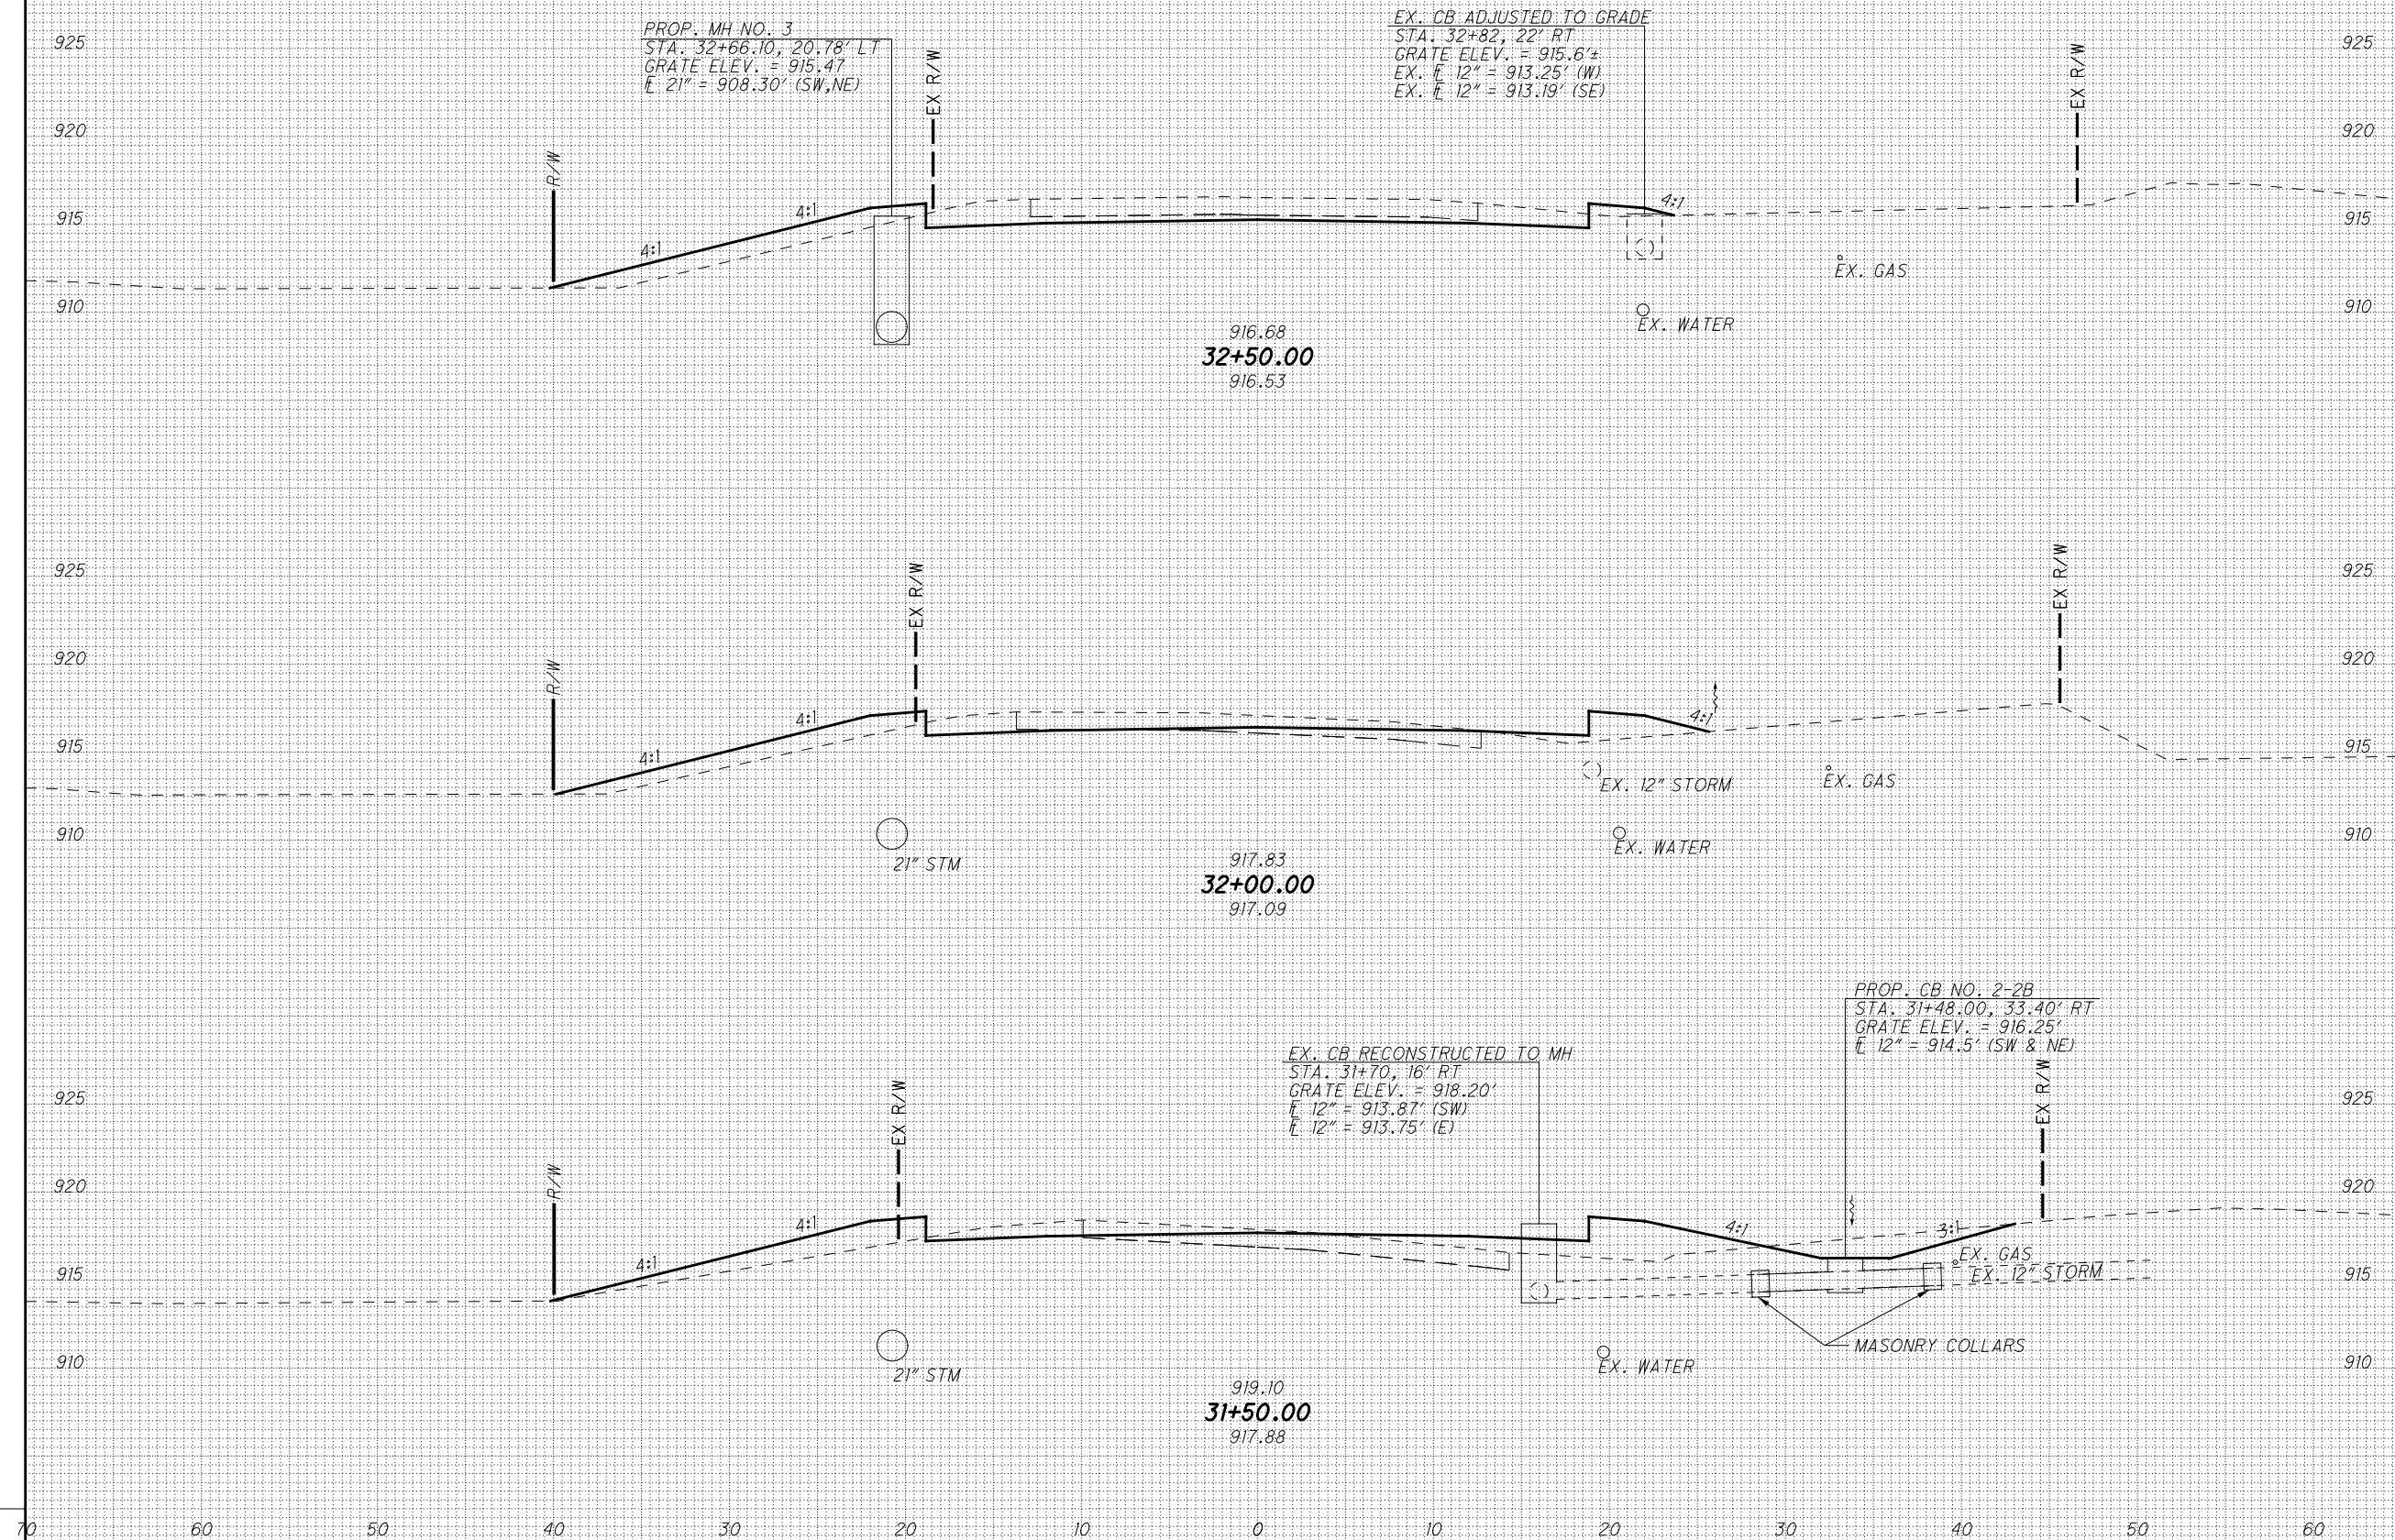 PROP. MH NO. 3
STA. 32+66.10, 20.78' LT
GRATE ELEV. = 915.47
℄ 21" = 908.30' (SW,NE)
EX. CB ADJUSTED TO GRADE
STA. 32+82, 22' RT
GRATE ELEV. = 915.6'±
EX. ℄ 12" = 913.25' (W)
EX. ℄ 12" = 913.19' (SE)
925
925
EX R/W
EX R/W
920
920
R/W
915
4:1
4:1
4:1
915
EX. GAS
910
EX. WATER
910
916.68
32+50.00
916.53
925
925
EX R/W
EX R/W
920
920
R/W
915
4:1
4:1
4:1
915
EX. 12" STORM
EX. GAS
910
21" STM
EX. WATER
910
917.83
32+00.00
917.09
PROP. CB NO. 2-2B
STA. 31+48.00, 33.40' RT
GRATE ELEV. = 916.25'
℄ 12" = 914.5' (SW & NE)
EX. CB RECONSTRUCTED TO MH
STA. 31+70, 16' RT
GRATE ELEV. = 918.20'
℄ 12" = 913.87' (SW)
℄ 12" = 913.75' (E)
925
925
EX R/W
EX R/W
920
920
R/W
4:1
4:1
4:1
3:1
915
EX. GAS
EX. 12" STORM
915
MASONRY COLLARS
910
21" STM
EX. WATER
910
919.10
31+50.00
917.88
70 60 50 40 30 20 10 0 10 20 30 40 50 60